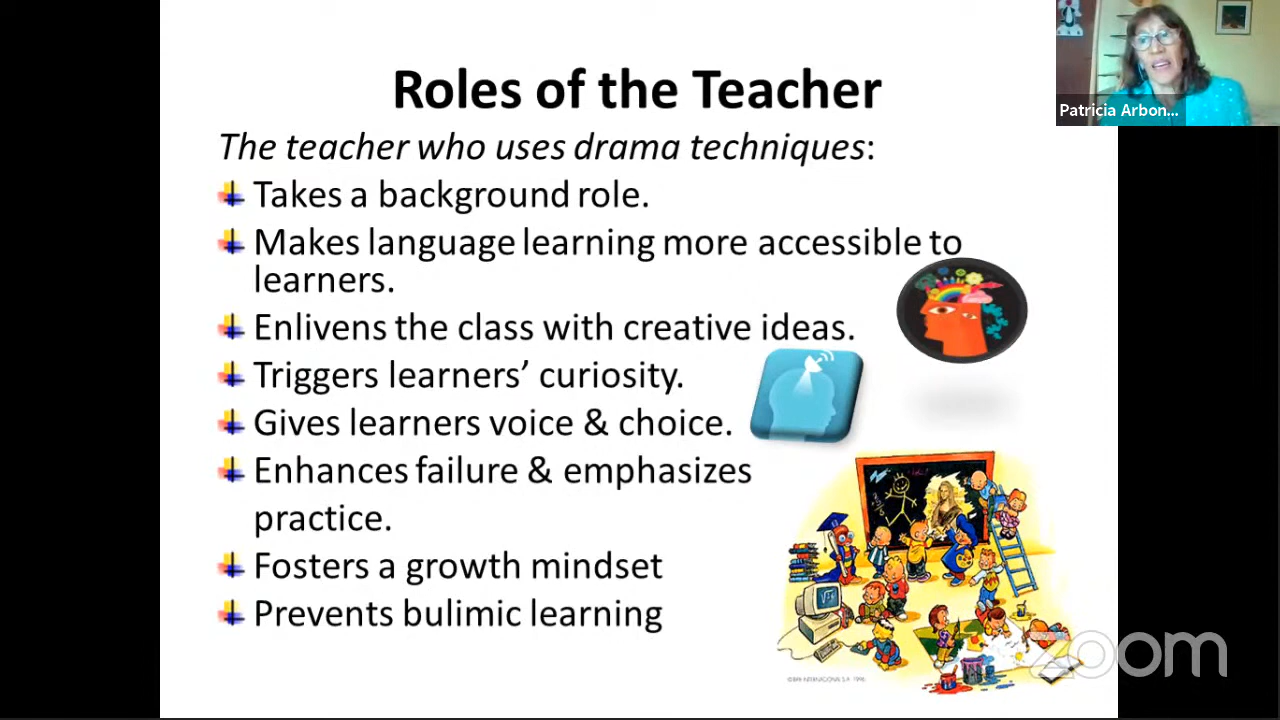 Roles of the Teacher
The teacher who uses drama techniques:
Takes a background role.
Makes language learning more accessible to
learners.
Enlivens the class with creative ideas.
Triggers learners’ curiosity.
Gives learners voice & choice.
Enhances failure & emphasizes
practice.
Fosters a growth mindset
Prevents bulimic learning
Patricia Arbon...
zoom